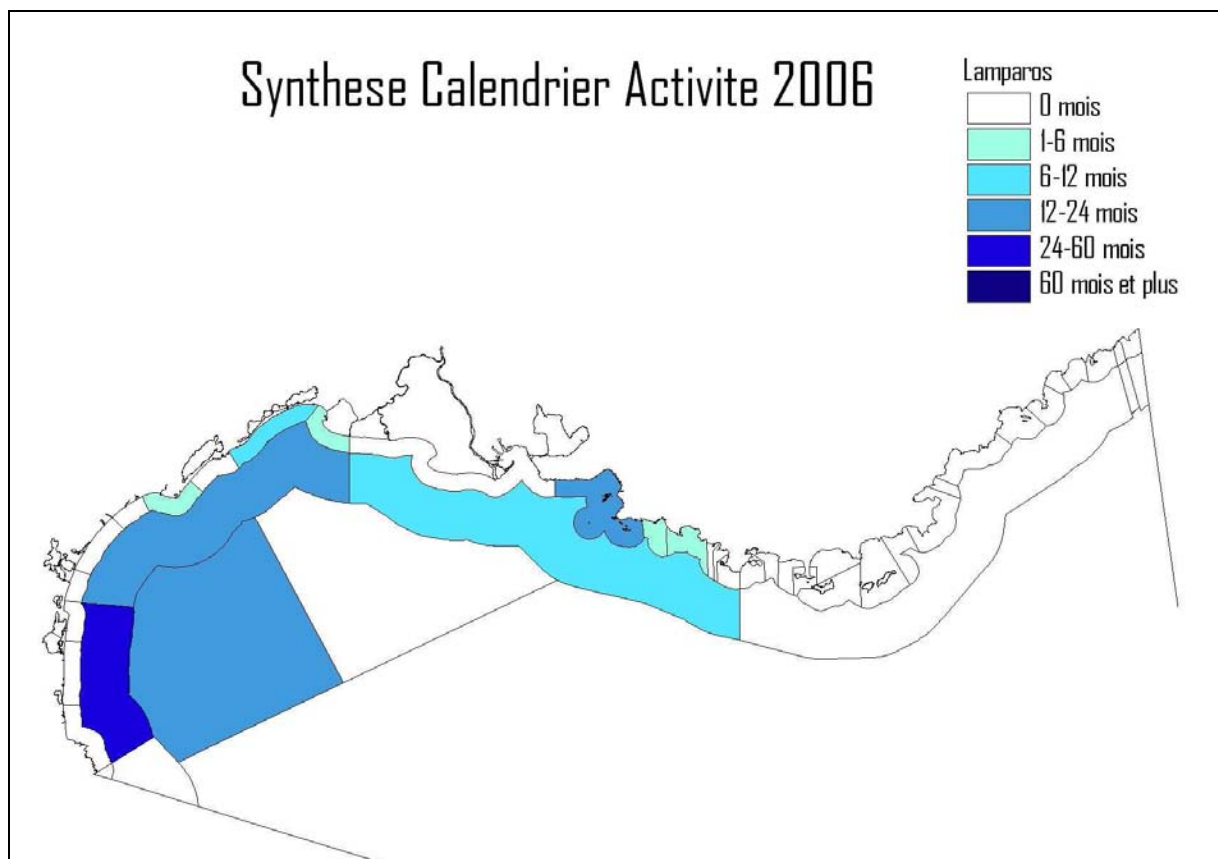 Synthese Calendrier Activite 2006
Lamparos
0 mois
1-6 mois
6-12 mois
12-24 mois
24-60 mois
60 mois et plus